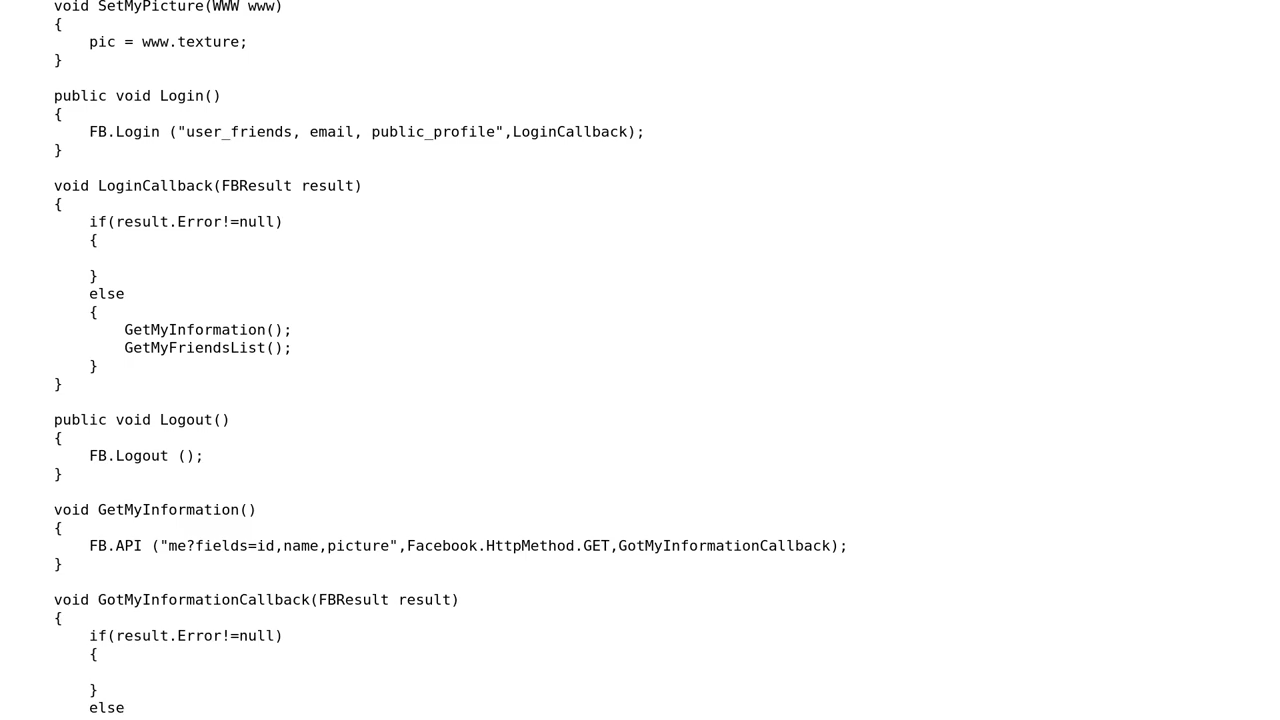 void SetMyPicture(WWW www)
{
    pic = www.texture;
}

public void Login()
{
    FB.Login ("user_friends, email, public_profile",LoginCallback);
}

void LoginCallback(FBResult result)
{
    if(result.Error!=null)
    {

    }
    else
    {
        GetMyInformation();
        GetMyFriendsList();
    }
}

public void Logout()
{
    FB.Logout ();
}

void GetMyInformation()
{
    FB.API ("me?fields=id,name,picture",Facebook.HttpMethod.GET,GotMyInformationCallback);
}

void GotMyInformationCallback(FBResult result)
{
    if(result.Error!=null)
    {

    }
    else